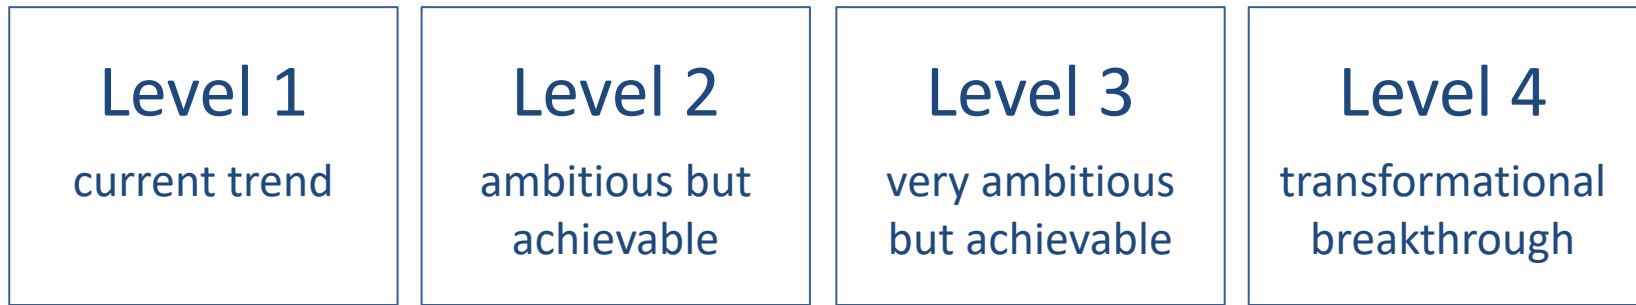 Level 1
current trend
Level 2
ambitious but
achievable
Level 3
very ambitious
but achievable
Level 4
transformational
breakthrough